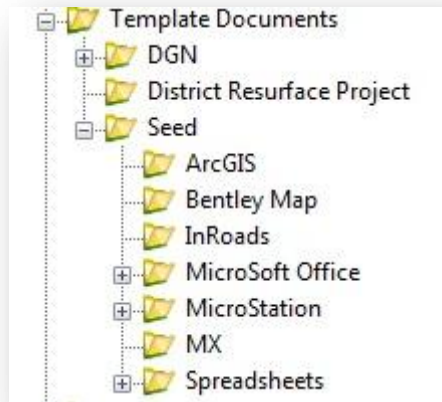 Template Documents
DGN
District Resurface Project
Seed
ArcGIS
Bentley Map
InRoads
MicroSoft Office
MicroStation
MX
Spreadsheets